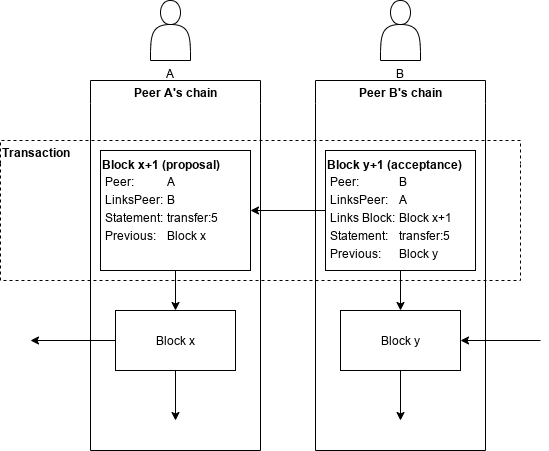 A
B
Peer A's chain
Peer B's chain
Transaction
Block x+1 (proposal)
Peer: A
LinksPeer: B
Statement: transfer:5
Previous: Block x
Block y+1 (acceptance)
Peer: B
LinksPeer: A
Links Block: Block x+1
Statement: transfer:5
Previous: Block y
Block x
Block y